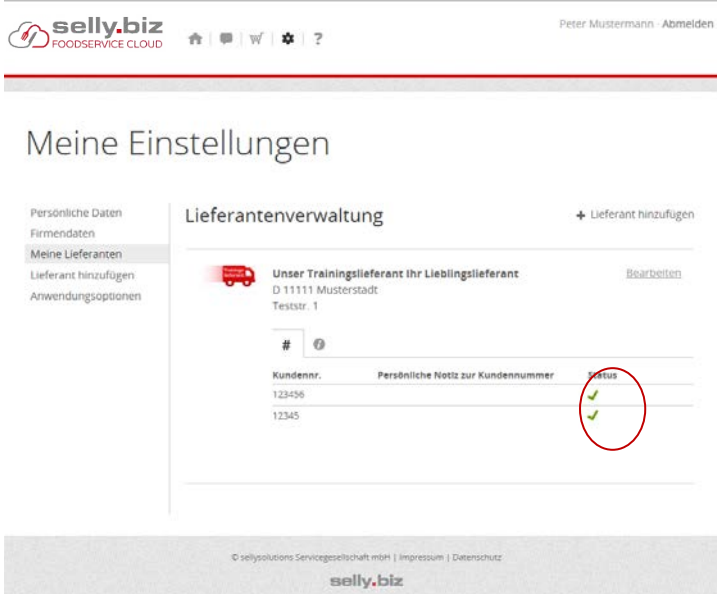 selly.biz
FOODSERVICE CLOUD
?
Peter Mustermann · Abmelden
Meine Einstellungen
Persönliche Daten
Firmendaten
Meine Lieferanten
Lieferant hinzufügen
Anwendungsoptionen
Lieferantenverwaltung
+ Lieferant hinzufügen
Unser Trainingslieferant Ihr Lieblingslieferant
Bearbeiten
D 11111 Musterstadt
Teststr. 1
# i
Kundennr. Persönliche Notiz zur Kundennummer Status
123456
12345
© sellysolutions Servicegesellschaft mbH | Impressum | Datenschutz
selly.biz